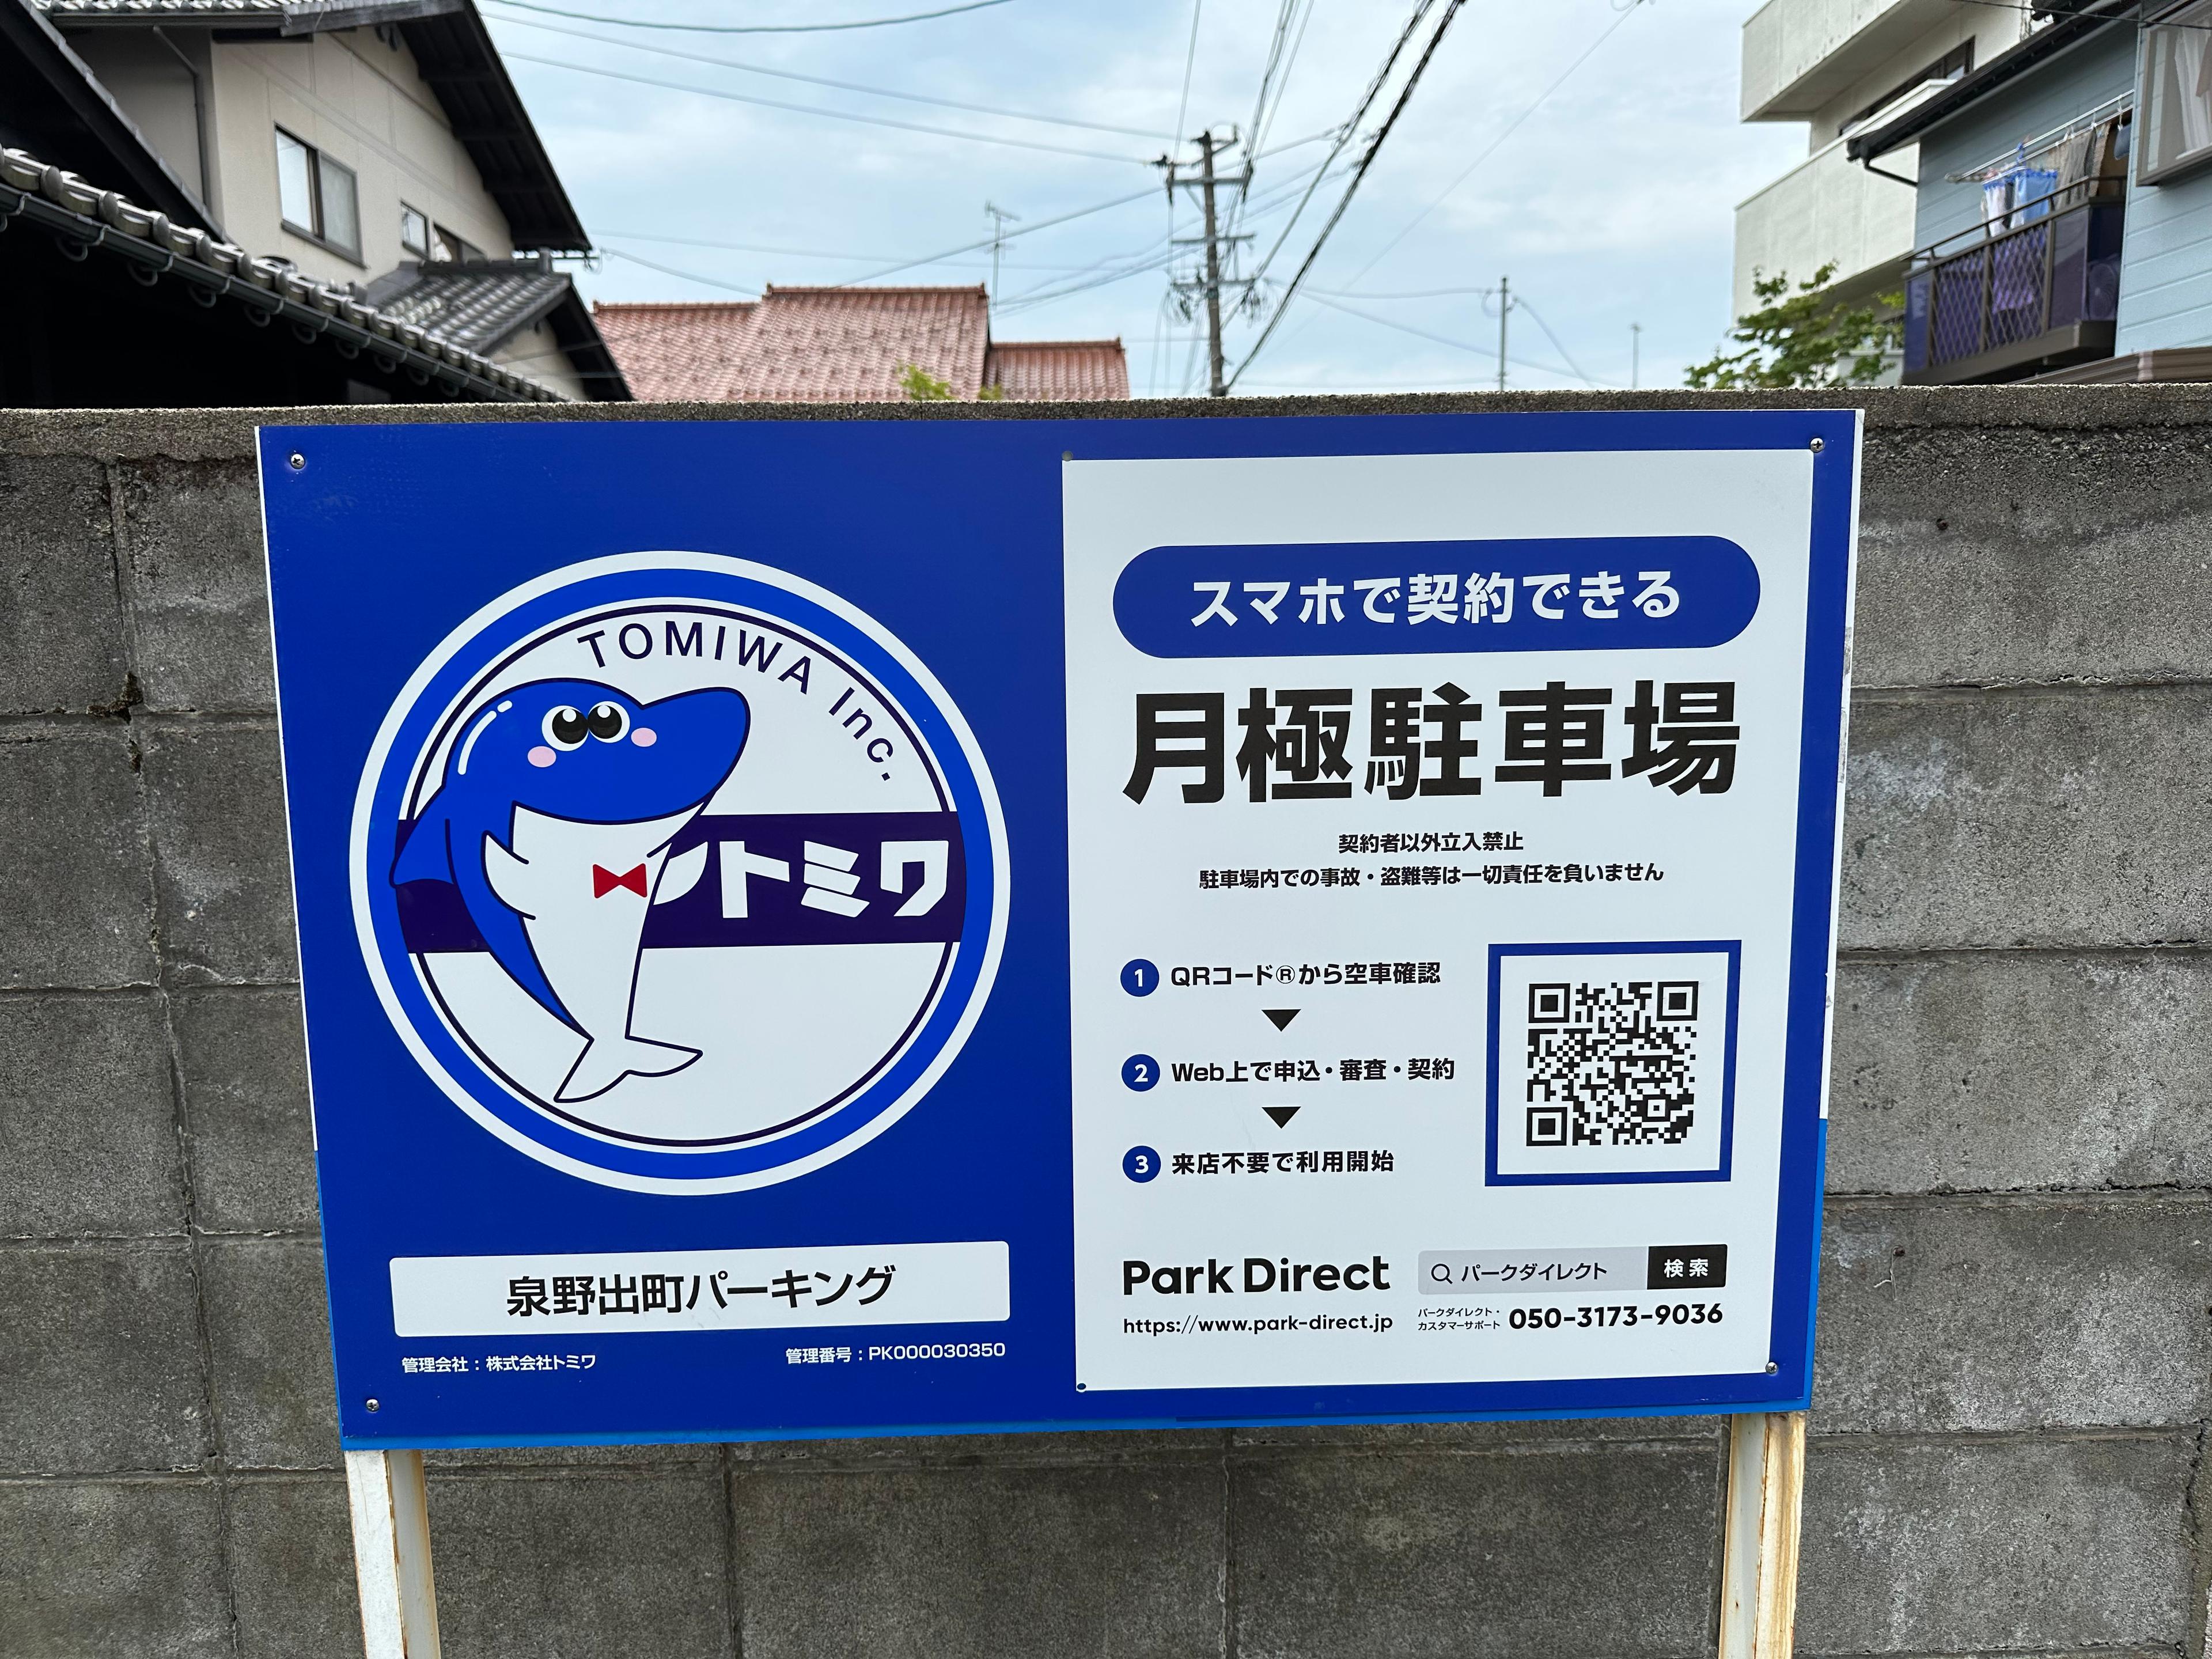 TOMIWA Inc.
トミワ
泉野出町パーキング
管理会社：株式会社トミワ
管理番号：PK000030350
スマホで契約できる
月極駐車場
契約者以外立入禁止
駐車場内での事故・盗難等は一切責任を負いません
1 QRコード®から空車確認
2 Web上で申込・審査・契約
3 来店不要で利用開始
Park Direct
https://www.park-direct.jp
パークダイレクト 検索
パークダイレクト・
カスタマーサポート 050-3173-9036